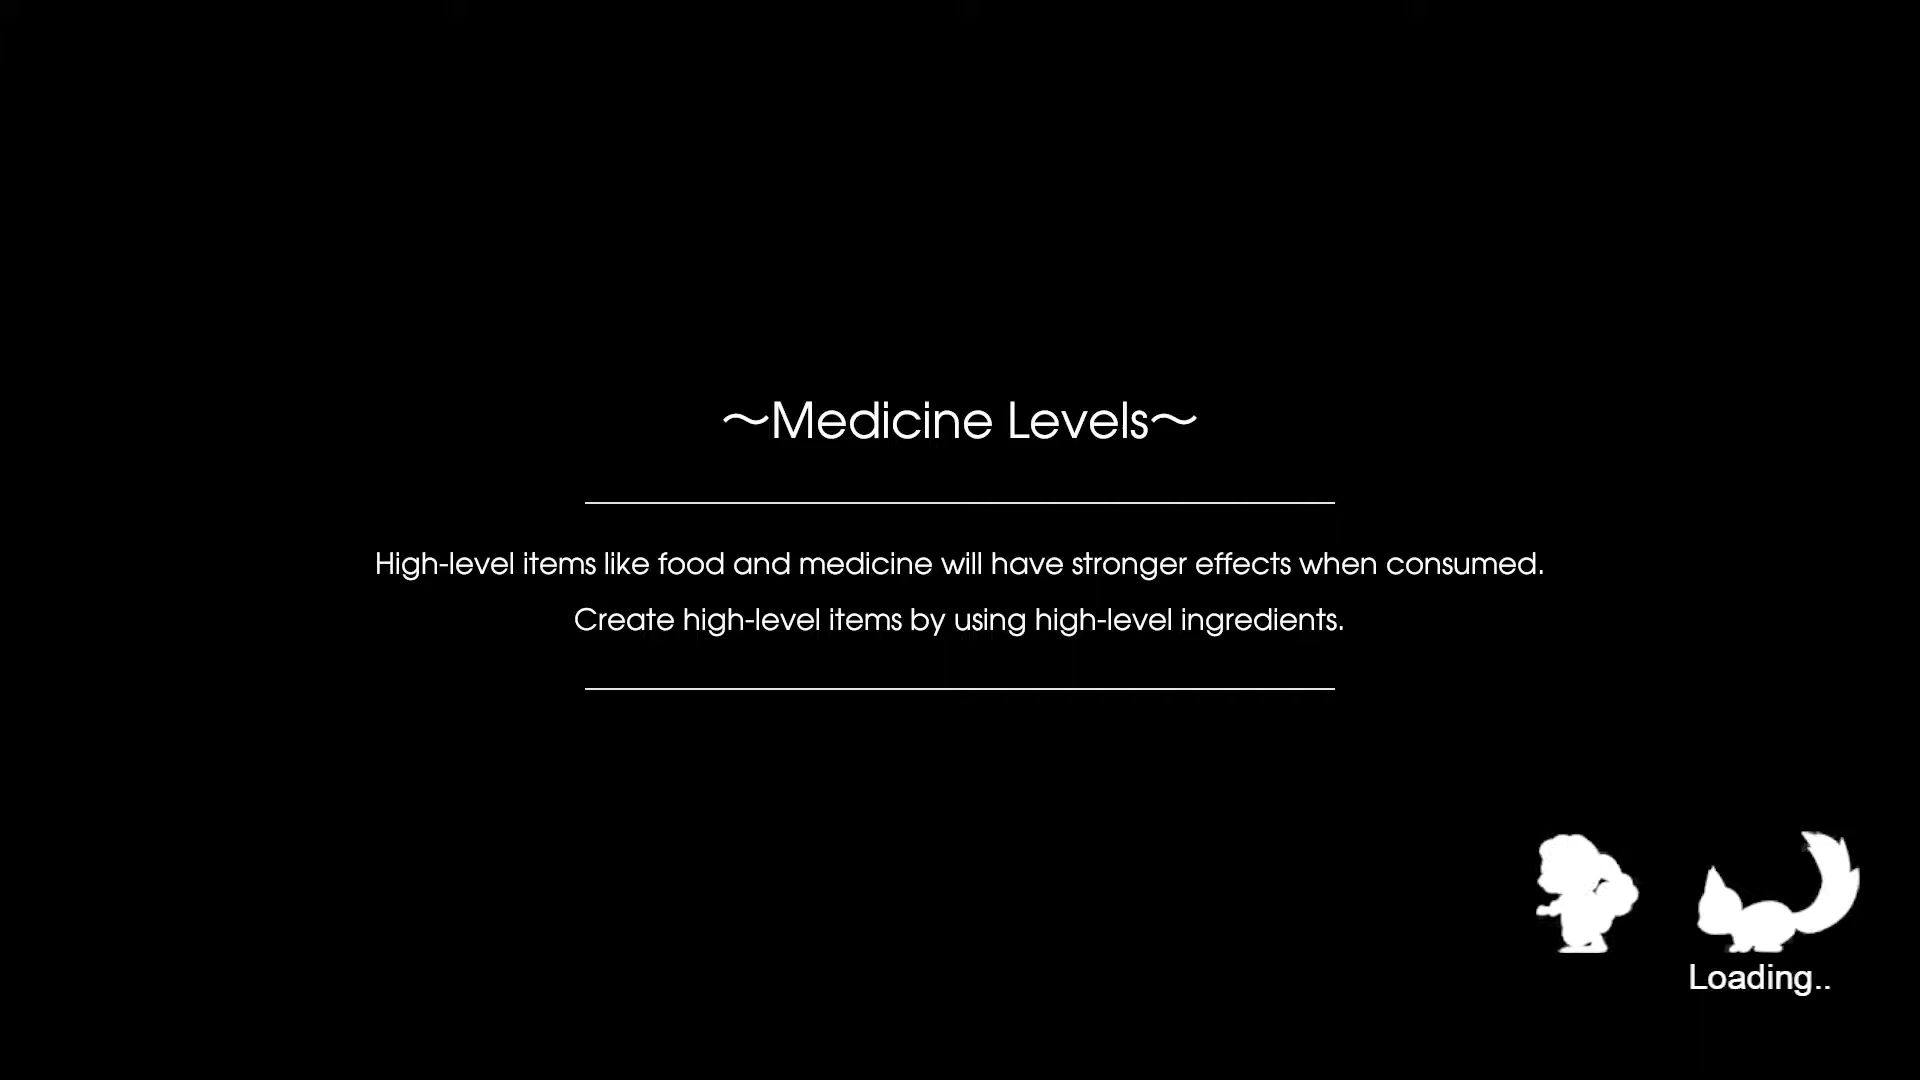 〜Medicine Levels〜
High-level items like food and medicine will have stronger effects when consumed.
Create high-level items by using high-level ingredients.
Loading..